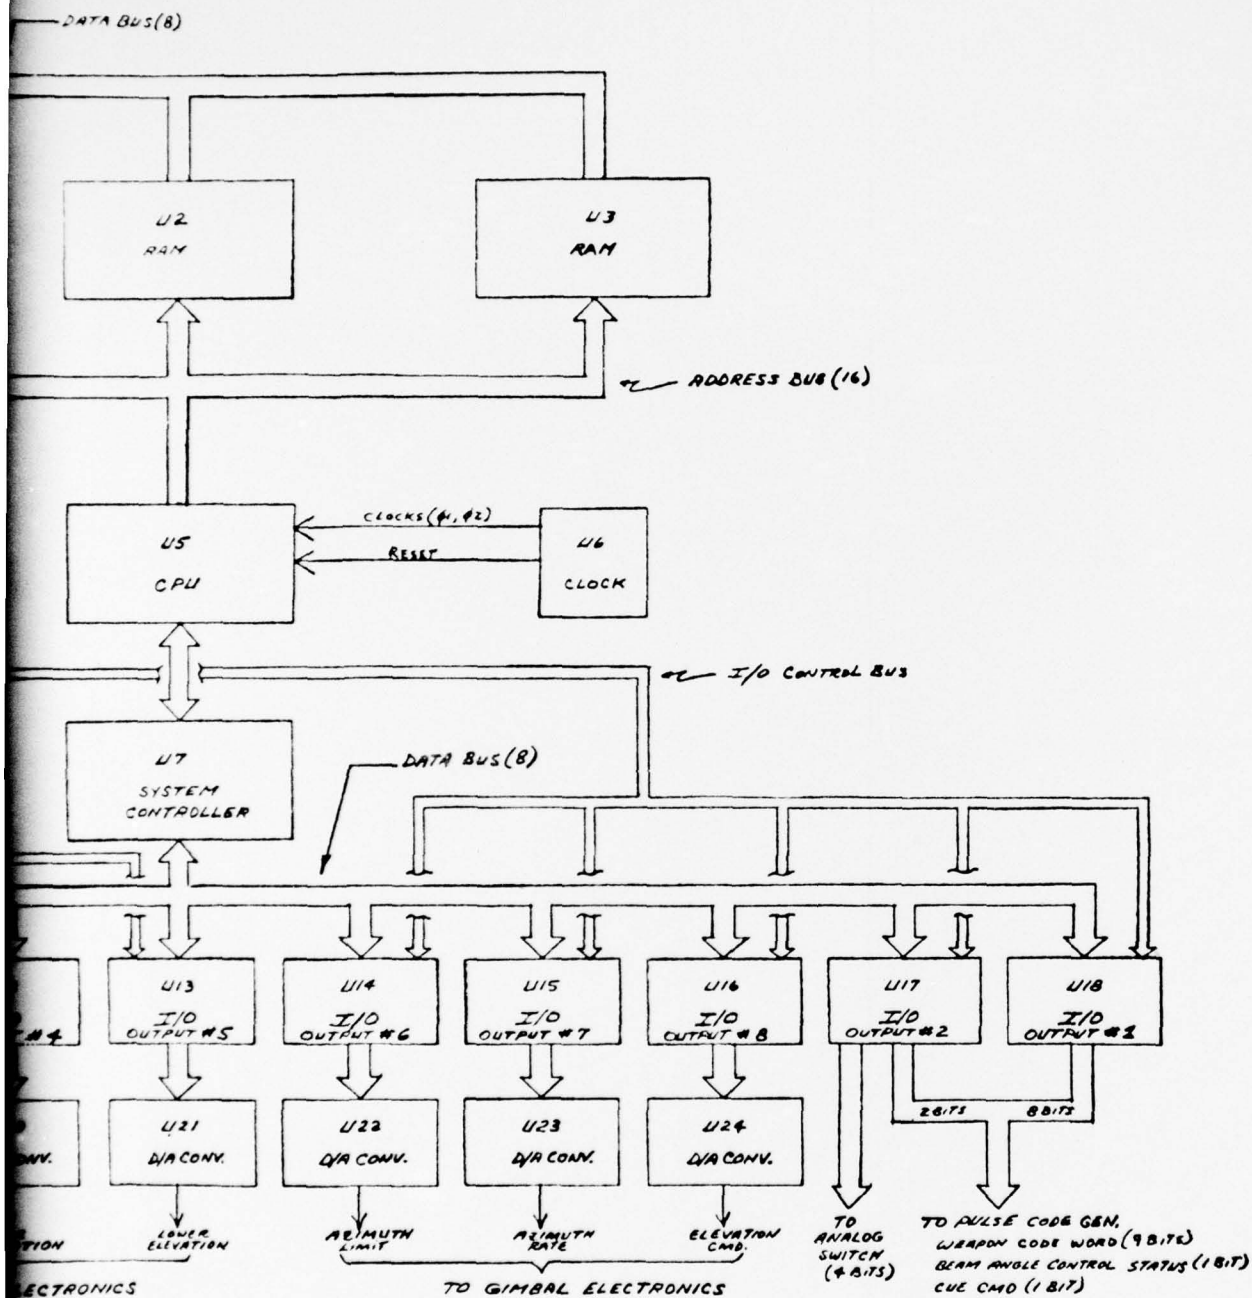 DATA BUS(8)
U2
RAM
U3
RAM
ADDRESS BUS(16)
U5
CPU
CLOCKS(φ1, φ2)
RESET
U6
CLOCK
I/O CONTROL BUS
U7
SYSTEM
CONTROLLER
DATA BUS(8)
#4
U13
I/O
OUTPUT #5
U14
I/O
OUTPUT #6
U15
I/O
OUTPUT #7
U16
I/O
OUTPUT #8
U17
I/O
OUTPUT #2
U18
I/O
OUTPUT #1
2 BITS
8 BITS
U21
D/A CONV.
U22
D/A CONV.
U23
D/A CONV.
U24
D/A CONV.
LOWER
ELEVATION
AZIMUTH
LIMIT
AZIMUTH
RATE
ELEVATION
CMD.
TO
ANALOG
SWITCH
(4 BITS)
TO PULSE CODE GEN.
WEAPON CODE WORD (9 BITS)
BEAM ANGLE CONTROL STATUS (1 BIT)
CUE CMD (1 BIT)
ECTRONICS
TO GIMBAL ELECTRONICS